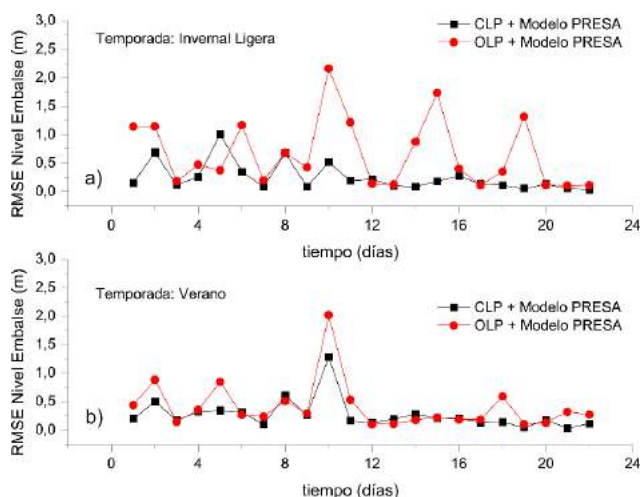 3,0
2,5
2,0
1,5
1,0
0,5
0,0
RMSE Nivel Embalse (m)
Temporada: Invernal Ligera
CLP + Modelo PRESA
OLP + Modelo PRESA
a)
0 4 8 12 16 20 24
tiempo (días)
3,0
2,5
2,0
1,5
1,0
0,5
0,0
RMSE Nivel Embalse (m)
Temporada: Verano
CLP + Modelo PRESA
OLP + Modelo PRESA
b)
0 4 8 12 16 20 24
tiempo (días)